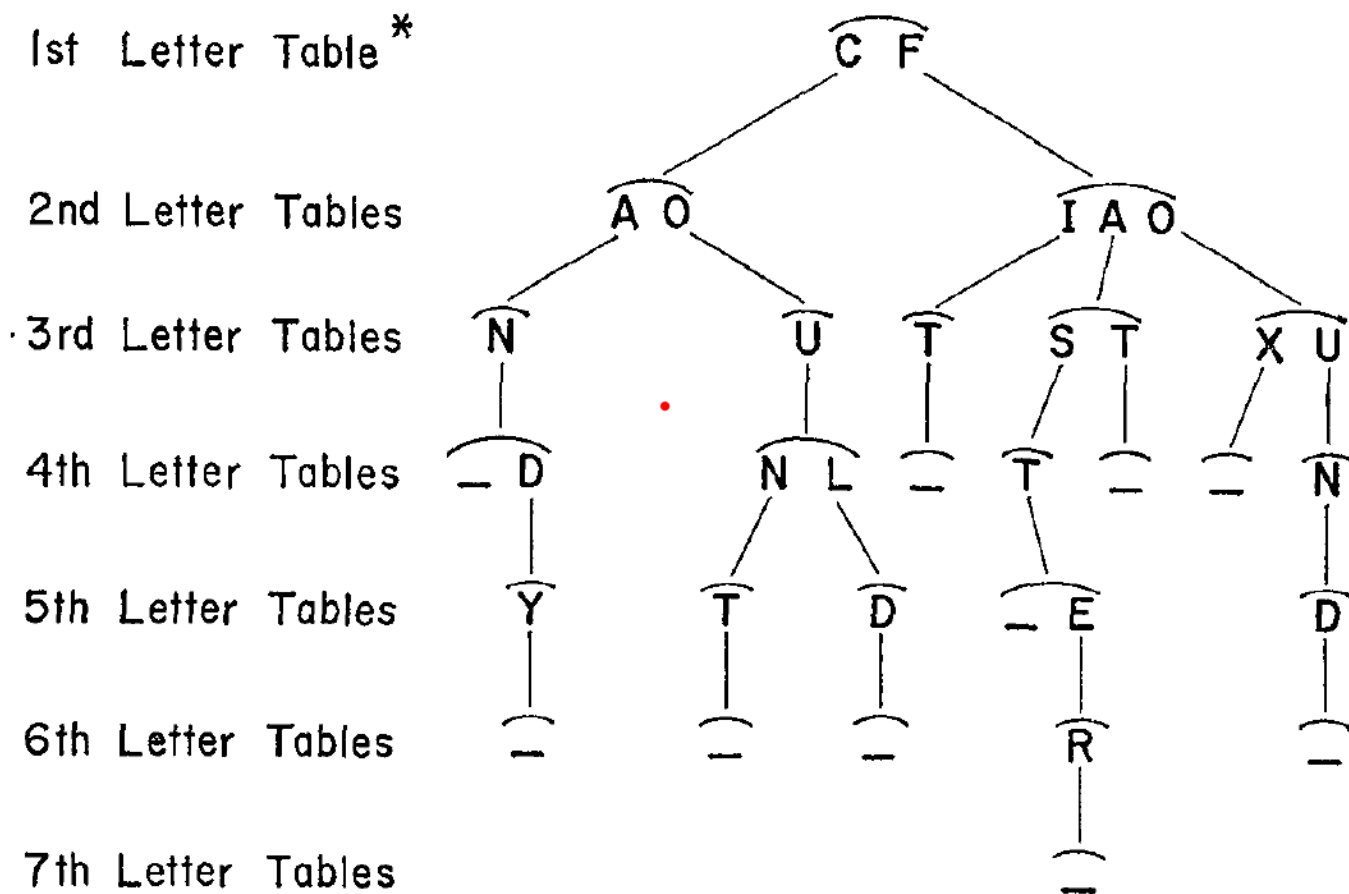 1st Letter Table * C F
2nd Letter Tables A O I A O
3rd Letter Tables N U T S T X U
4th Letter Tables _ D N L _ T _ _ N
5th Letter Tables Y T D _ E D
6th Letter Tables _ _ _ R _
7th Letter Tables _